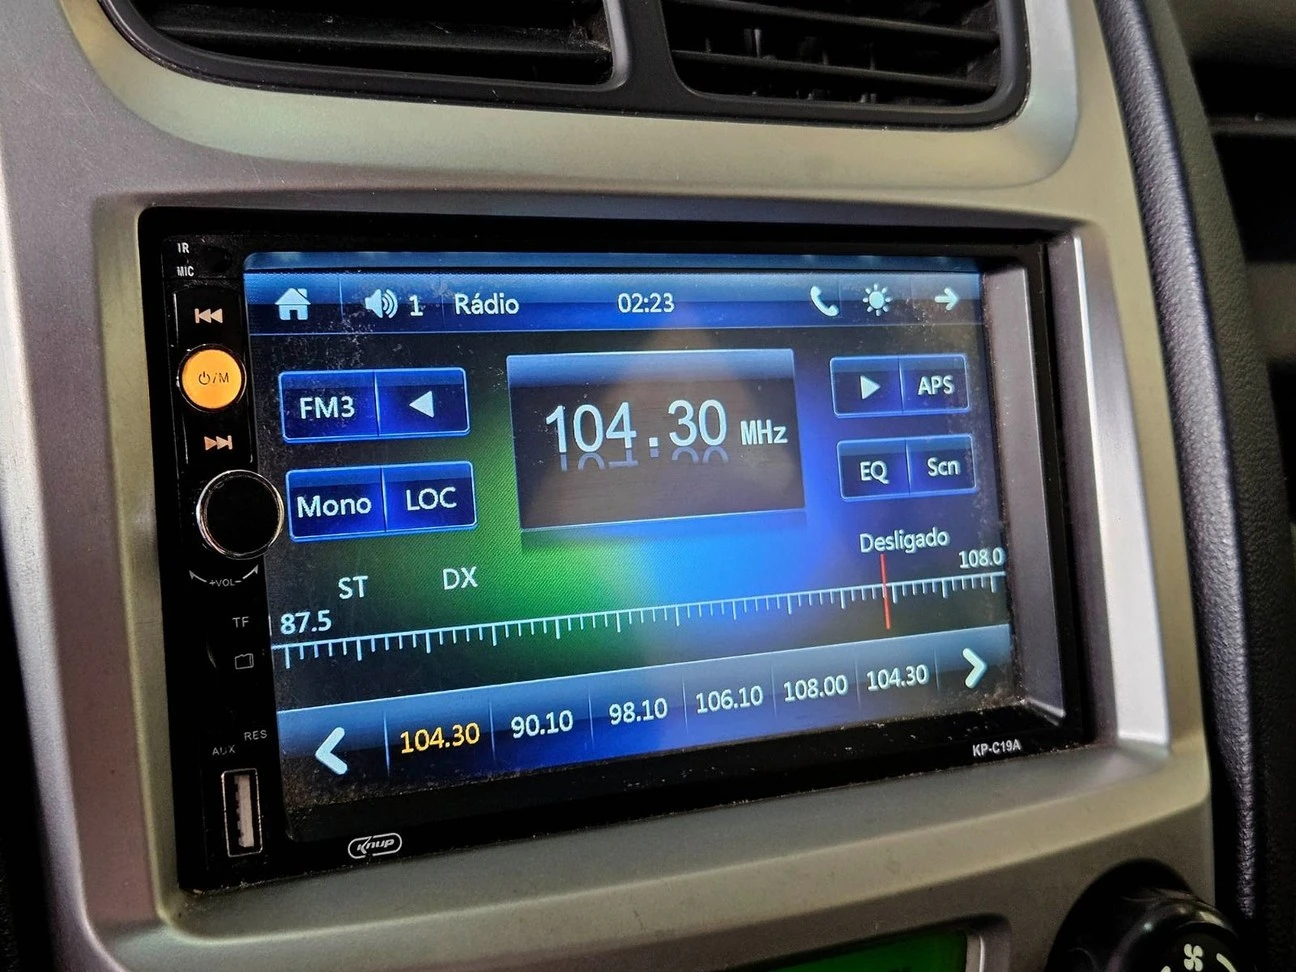 IR
MIC
1 Rádio 02:23
⏻/M
FM3
104.30 MHz
APS
Mono LOC
EQ Scn
+VOL-
ST DX
Desligado
TF
87.5
108.0
104.30 90.10 98.10 106.10 108.00 104.30
RES
AUX
KP-C19A
Knup